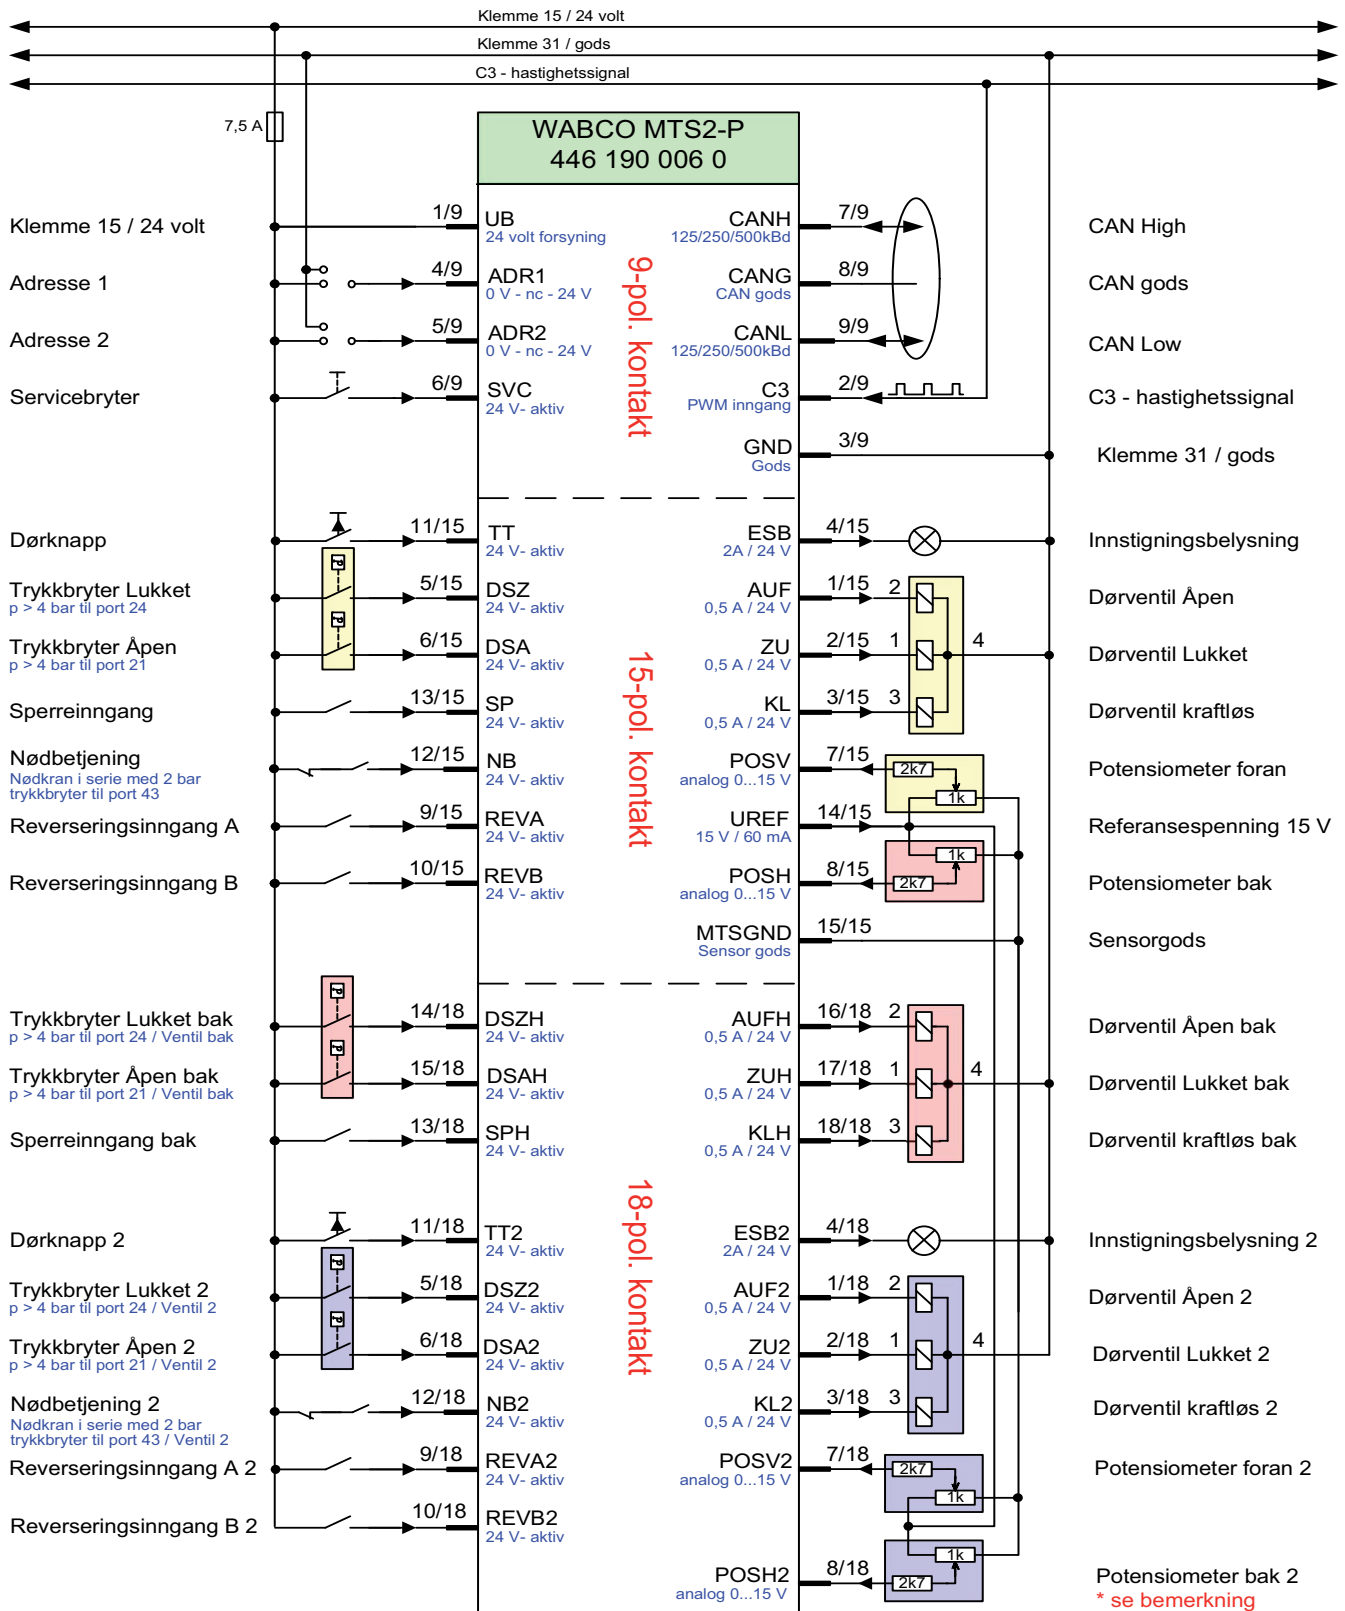 Klemme 15 / 24 volt
Klemme 31 / gods
C3 - hastighetssignal
7,5 A
WABCO MTS2-P
446 190 006 0
Klemme 15 / 24 volt
1/9
UB
24 volt forsyning
CANH
125/250/500kBd
7/9
CAN High
Adresse 1
4/9
ADR1
0 V - nc - 24 V
CANG
CAN gods
8/9
CAN gods
Adresse 2
5/9
ADR2
0 V - nc - 24 V
CANL
125/250/500kBd
9/9
CAN Low
Servicebryter
6/9
SVC
24 V- aktiv
C3
PWM inngang
2/9
C3 - hastighetssignal
GND
Gods
3/9
Klemme 31 / gods
9-pol. kontakt
Dørknapp
11/15
TT
24 V- aktiv
ESB
2A / 24 V
4/15
Innstigningsbelysning
Trykkbryter Lukket
p > 4 bar til port 24
P
5/15
DSZ
24 V- aktiv
AUF
0,5 A / 24 V
1/15
2
Dørventil Åpen
Trykkbryter Åpen
p > 4 bar til port 21
P
6/15
DSA
24 V- aktiv
ZU
0,5 A / 24 V
2/15
1
4
Dørventil Lukket
Sperreinngang
13/15
SP
24 V- aktiv
KL
0,5 A / 24 V
3/15
3
Dørventil kraftløs
15-pol. kontakt
Nødbetjening
Nødkran i serie med 2 bar
trykkbryter til port 43
12/15
NB
24 V- aktiv
POSV
analog 0...15 V
7/15
2k7
1k
Potensiometer foran
Reverseringsinngang A
9/15
REVA
24 V- aktiv
UREF
15 V / 60 mA
14/15
Referansespenning 15 V
Reverseringsinngang B
10/15
REVB
24 V- aktiv
POSH
analog 0...15 V
8/15
1k
2k7
Potensiometer bak
MTSGND
Sensor gods
15/15
Sensorgods
Trykkbryter Lukket bak
p > 4 bar til port 24 / Ventil bak
P
14/18
DSZH
24 V- aktiv
AUFH
0,5 A / 24 V
16/18
2
Dørventil Åpen bak
Trykkbryter Åpen bak
p > 4 bar til port 21 / Ventil bak
P
15/18
DSAH
24 V- aktiv
ZUH
0,5 A / 24 V
17/18
1
4
Dørventil Lukket bak
Sperreinngang bak
13/18
SPH
24 V- aktiv
KLH
0,5 A / 24 V
18/18
3
Dørventil kraftløs bak
18-pol. kontakt
Dørknapp 2
11/18
TT2
24 V- aktiv
ESB2
2A / 24 V
4/18
Innstigningsbelysning 2
Trykkbryter Lukket 2
p > 4 bar til port 24 / Ventil 2
P
5/18
DSZ2
24 V- aktiv
AUF2
0,5 A / 24 V
1/18
2
Dørventil Åpen 2
Trykkbryter Åpen 2
p > 4 bar til port 21 / Ventil 2
P
6/18
DSA2
24 V- aktiv
ZU2
0,5 A / 24 V
2/18
1
4
Dørventil Lukket 2
Nødbetjening 2
Nødkran i serie med 2 bar
trykkbryter til port 43 / Ventil 2
12/18
NB2
24 V- aktiv
KL2
0,5 A / 24 V
3/18
3
Dørventil kraftløs 2
Reverseringsinngang A 2
9/18
REVA2
24 V- aktiv
POSV2
analog 0...15 V
7/18
2k7
1k
Potensiometer foran 2
Reverseringsinngang B 2
10/18
REVB2
24 V- aktiv
POSH2
analog 0...15 V
8/18
1k
2k7
Potensiometer bak 2
* se bemerkning